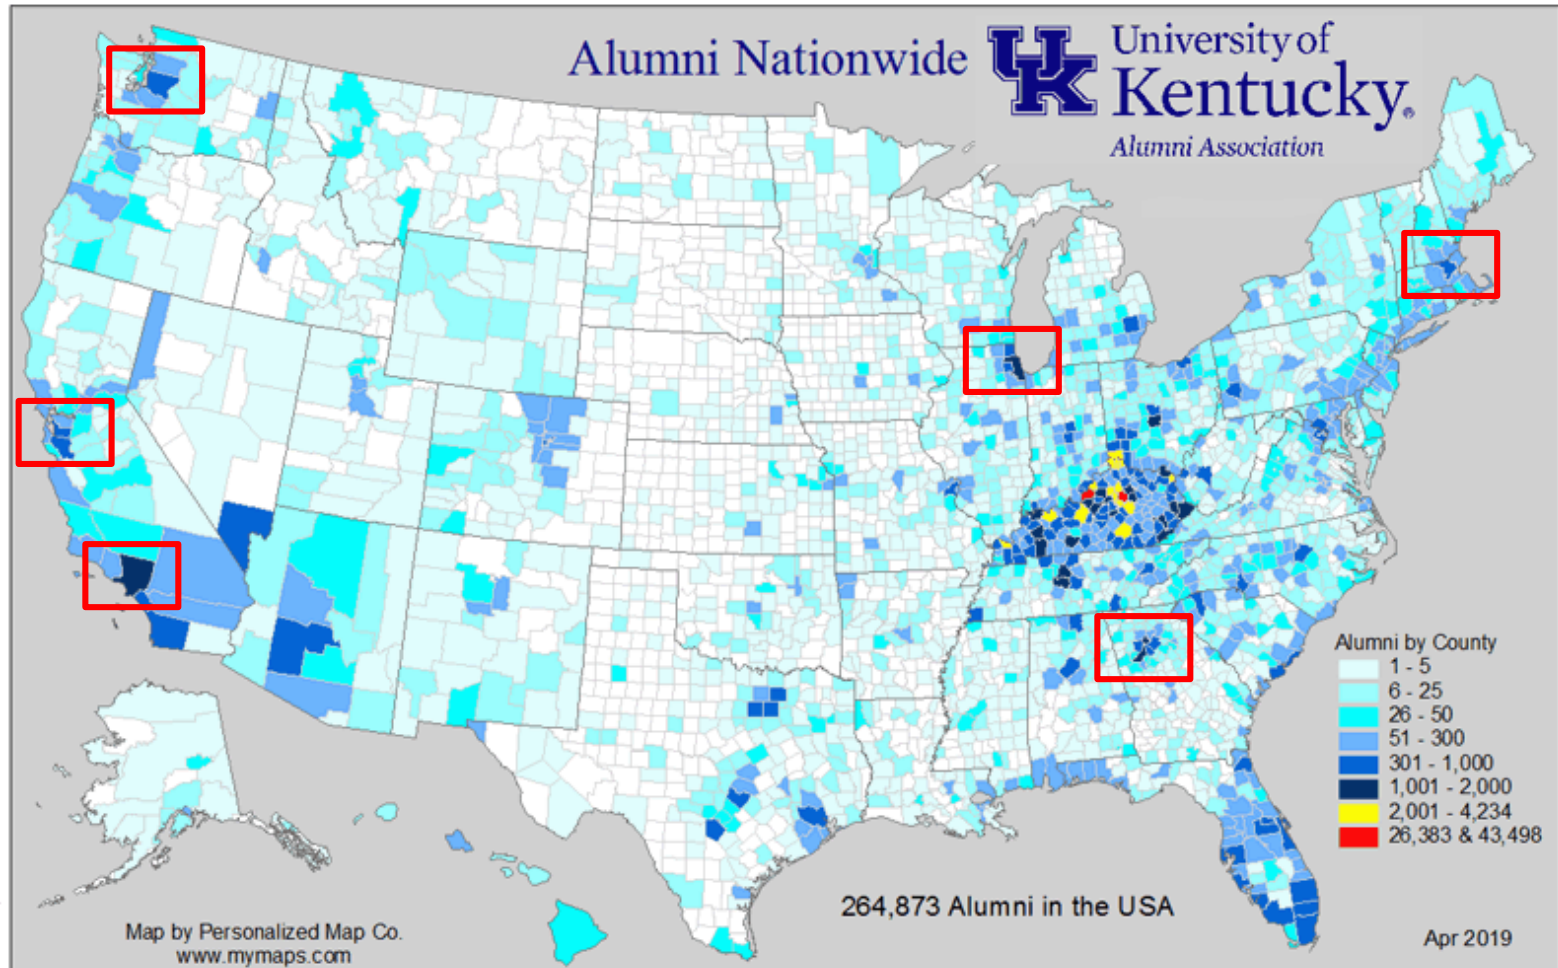 Alumni Nationwide
UK
University of
Kentucky®
Alumni Association
Alumni by County
1 - 5
6 - 25
26 - 50
51 - 300
301 - 1,000
1,001 - 2,000
2,001 - 4,234
26,383 & 43,498
264,873 Alumni in the USA
Map by Personalized Map Co.
www.mymaps.com
Apr 2019